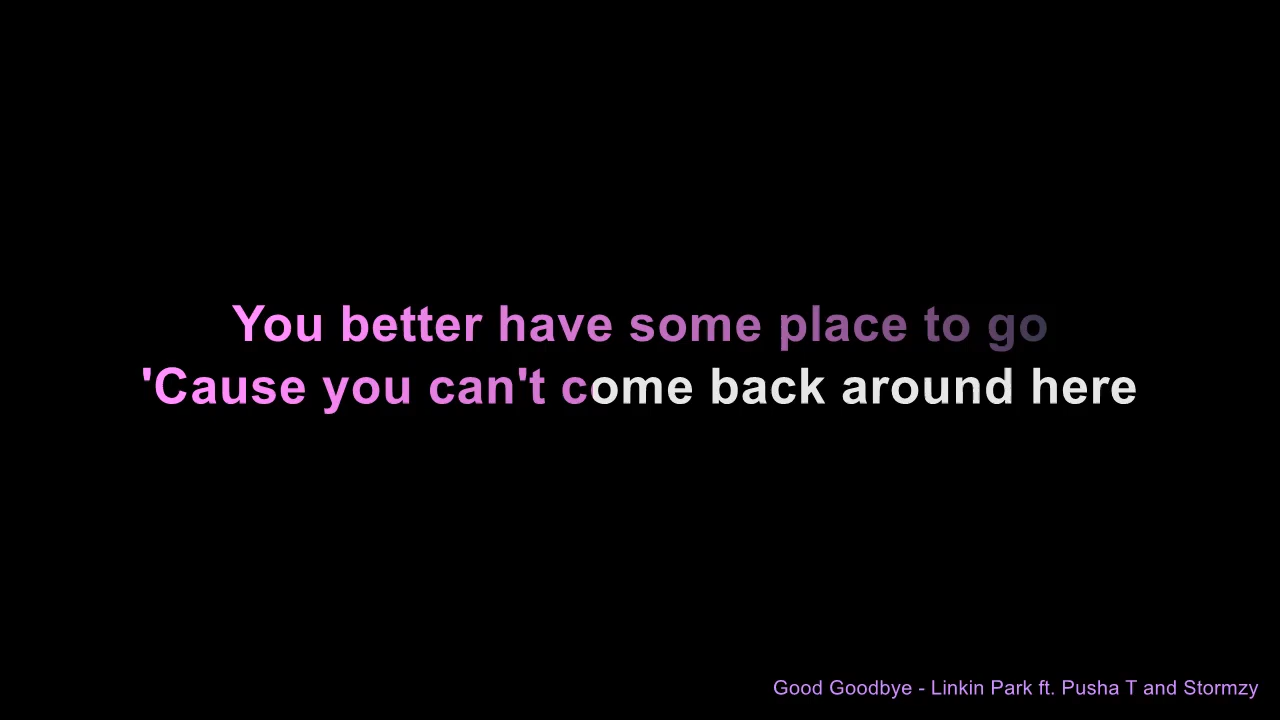 You better have some place to go
'Cause you can't come back around here
Good Goodbye - Linkin Park ft. Pusha T and Stormzy